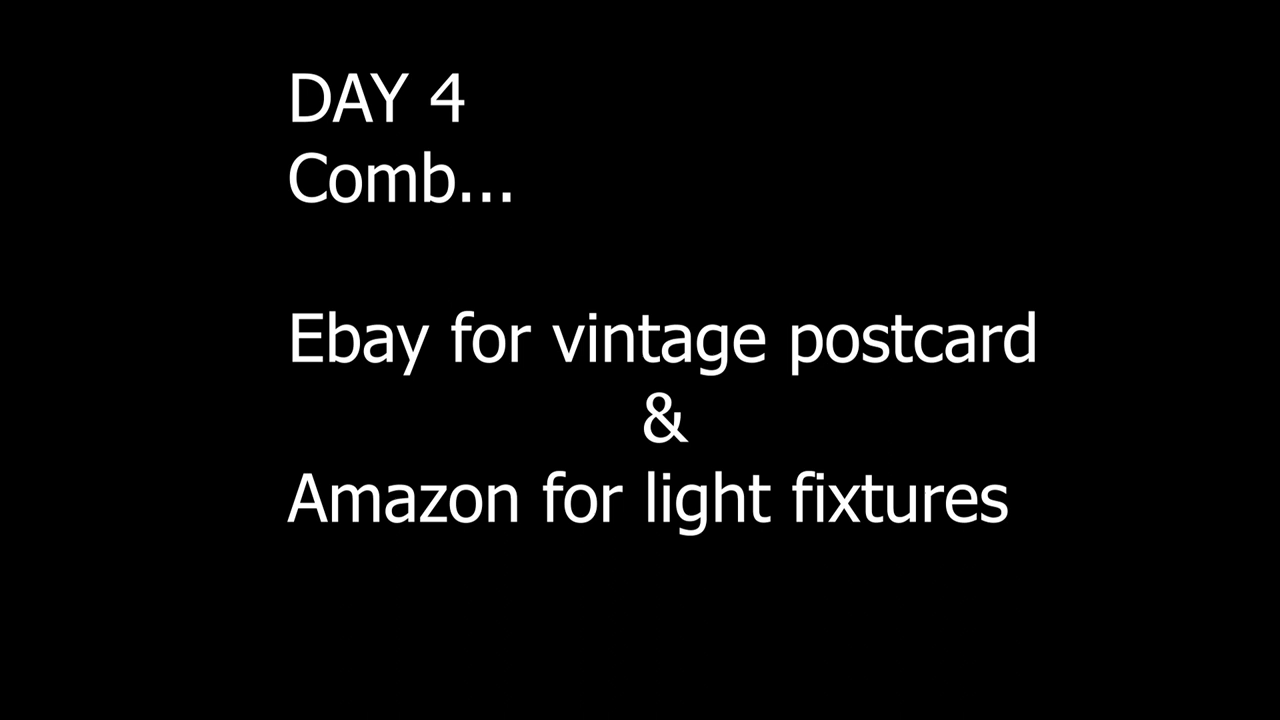 DAY 4
Comb...
Ebay for vintage postcard
&
Amazon for light fixtures